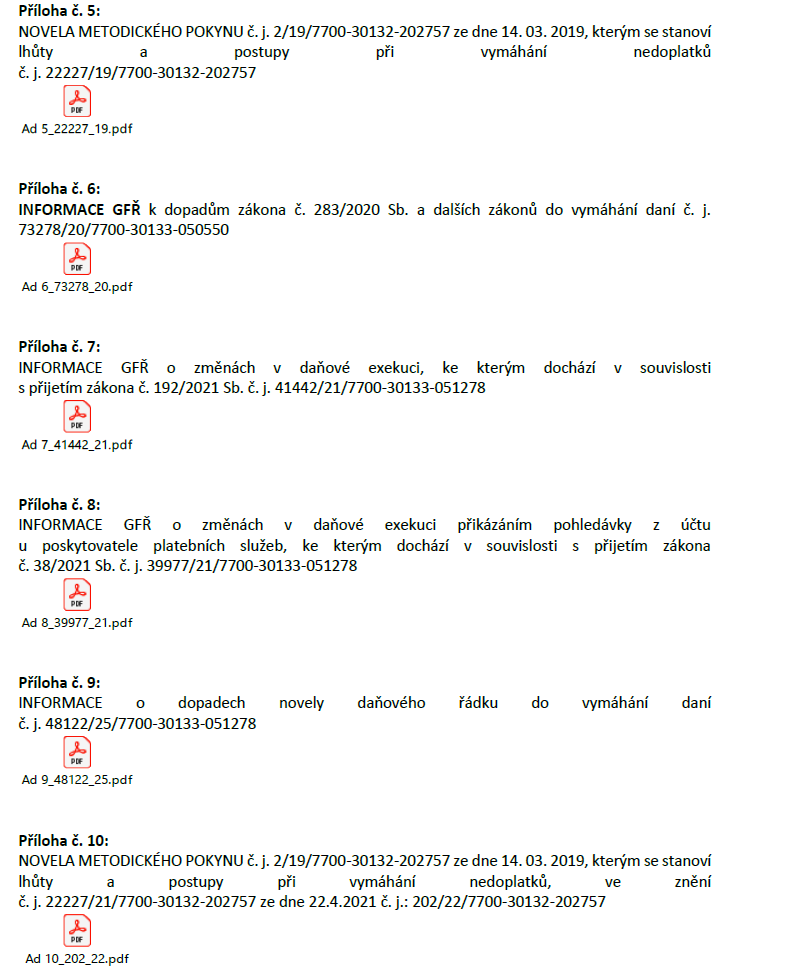 Příloha č. 5:
NOVELA METODICKÉHO POKYNU č. j. 2/19/7700-30132-202757 ze dne 14. 03. 2019, kterým se stanoví
lhůty a postupy při vymáhání nedoplatků
č. j. 22227/19/7700-30132-202757
PDF
Ad 5_22227_19.pdf
Příloha č. 6:
INFORMACE GFŘ k dopadům zákona č. 283/2020 Sb. a dalších zákonů do vymáhání daní č. j.
73278/20/7700-30133-050550
PDF
Ad 6_73278_20.pdf
Příloha č. 7:
INFORMACE GFŘ o změnách v daňové exekuci, ke kterým dochází v souvislosti
s přijetím zákona č. 192/2021 Sb. č. j. 41442/21/7700-30133-051278
PDF
Ad 7_41442_21.pdf
Příloha č. 8:
INFORMACE GFŘ o změnách v daňové exekuci přikázáním pohledávky z účtu
u poskytovatele platebních služeb, ke kterým dochází v souvislosti s přijetím zákona
č. 38/2021 Sb. č. j. 39977/21/7700-30133-051278
PDF
Ad 8_39977_21.pdf
Příloha č. 9:
INFORMACE o dopadech novely daňového řádku do vymáhání daní
č. j. 48122/25/7700-30133-051278
PDF
Ad 9_48122_25.pdf
Příloha č. 10:
NOVELA METODICKÉHO POKYNU č. j. 2/19/7700-30132-202757 ze dne 14. 03. 2019, kterým se stanoví
lhůty a postupy při vymáhání nedoplatků, ve znění
č. j. 22227/21/7700-30132-202757 ze dne 22.4.2021 č. j.: 202/22/7700-30132-202757
PDF
Ad 10_202_22.pdf